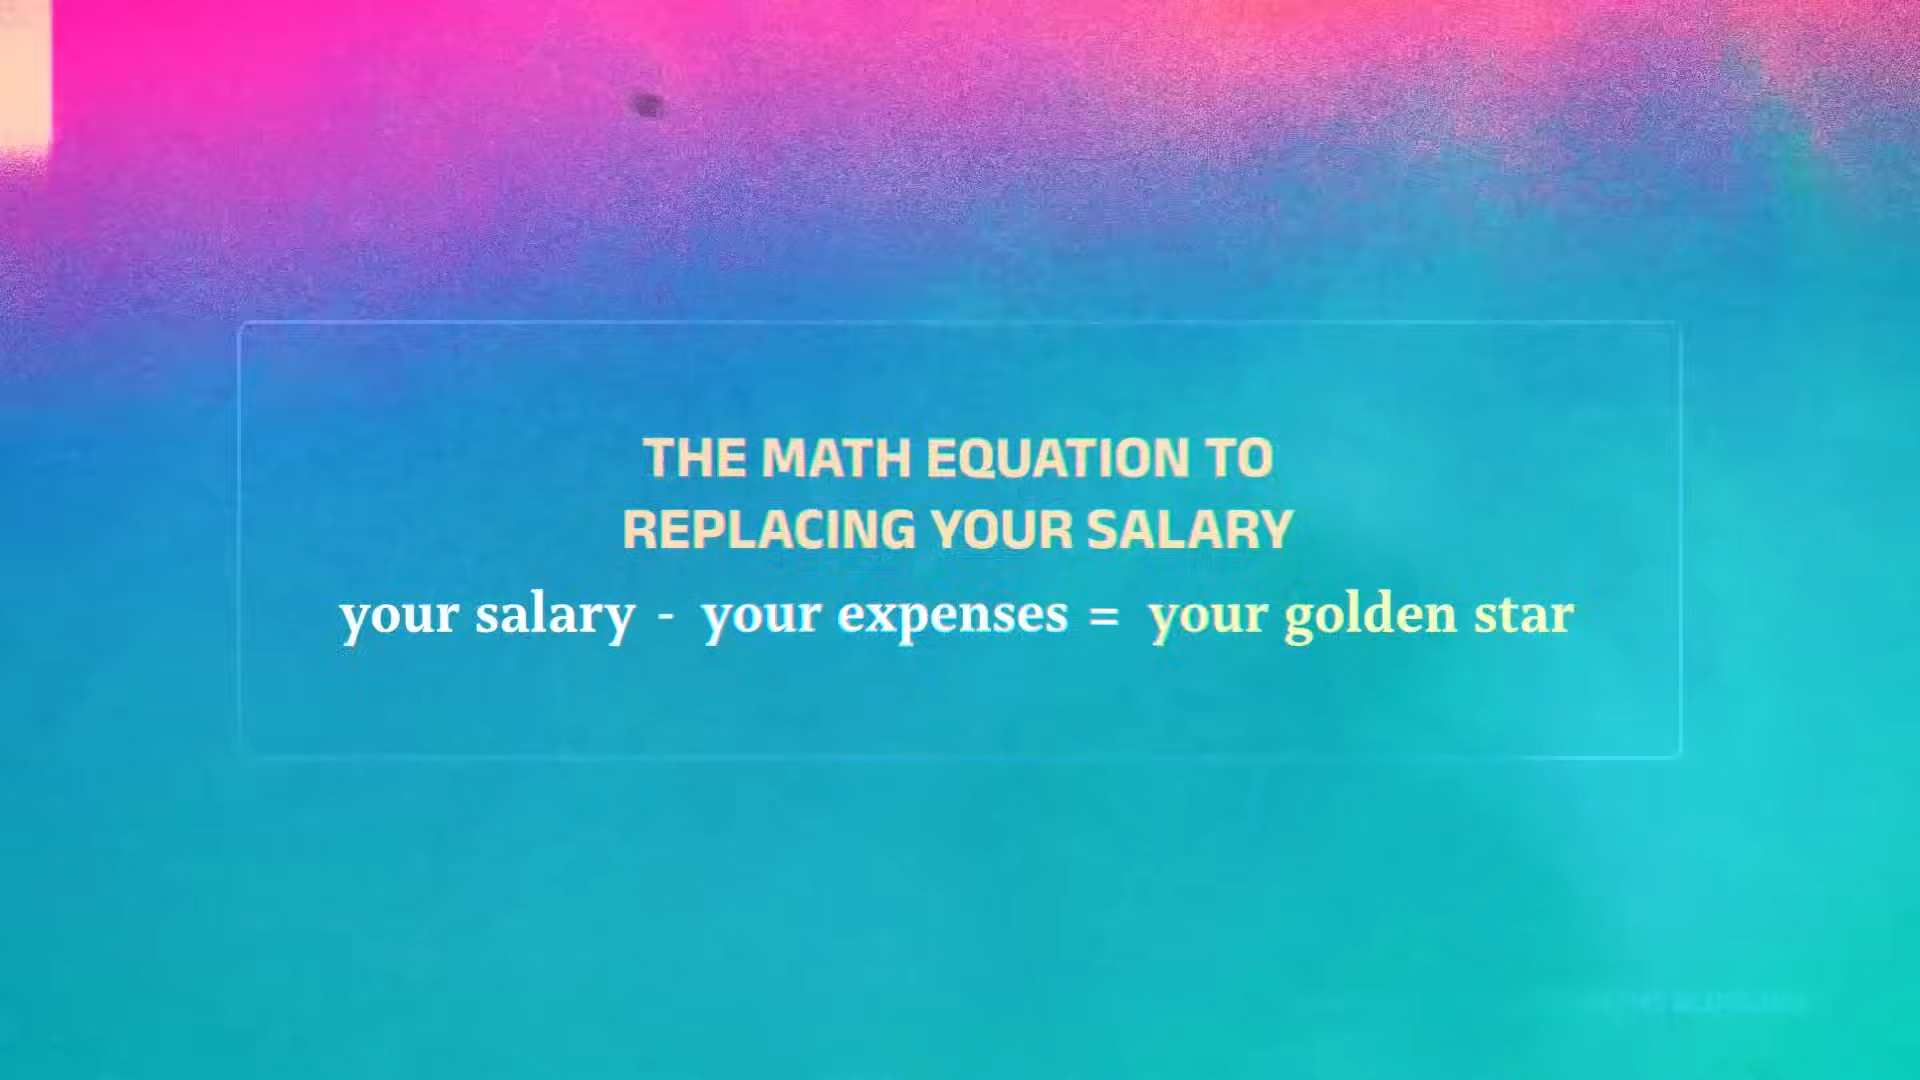 THE MATH EQUATION TO
REPLACING YOUR SALARY
your salary - your expenses = your golden star